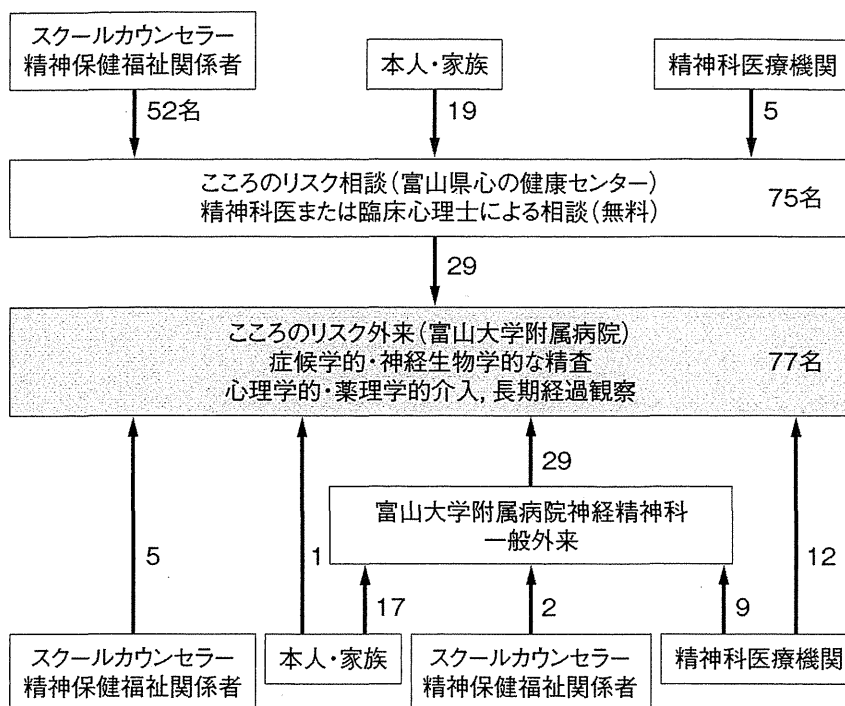 スクールカウンセラー
精神保健福祉関係者
本人・家族
精神科医療機関
52名
19
5
こころのリスク相談(富山県心の健康センター)
精神科医または臨床心理士による相談(無料)
75名
29
こころのリスク外来(富山大学附属病院)
症候学的・神経生物学的な精査
心理学的・薬理学的介入, 長期経過観察
77名
29
富山大学附属病院神経精神科
一般外来
5
1
12
17
2
9
スクールカウンセラー
精神保健福祉関係者
本人・家族
スクールカウンセラー
精神保健福祉関係者
精神科医療機関